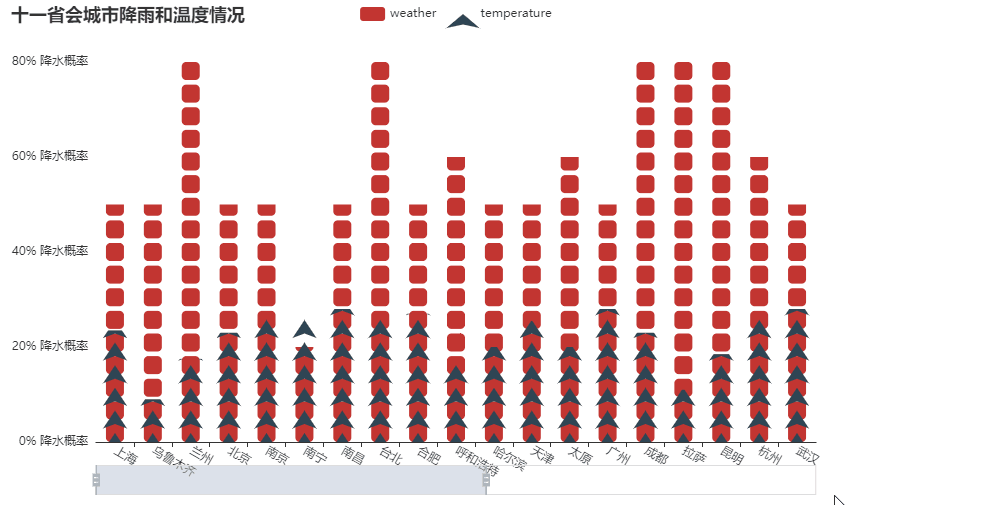 十一省会城市降雨和温度情况
weather
temperature
80% 降水概率
60% 降水概率
40% 降水概率
20% 降水概率
0% 降水概率
上海
乌鲁木齐
兰州
北京
南京
南宁
南昌
台北
合肥
呼和浩特
哈尔滨
天津
太原
广州
成都
拉萨
昆明
杭州
武汉